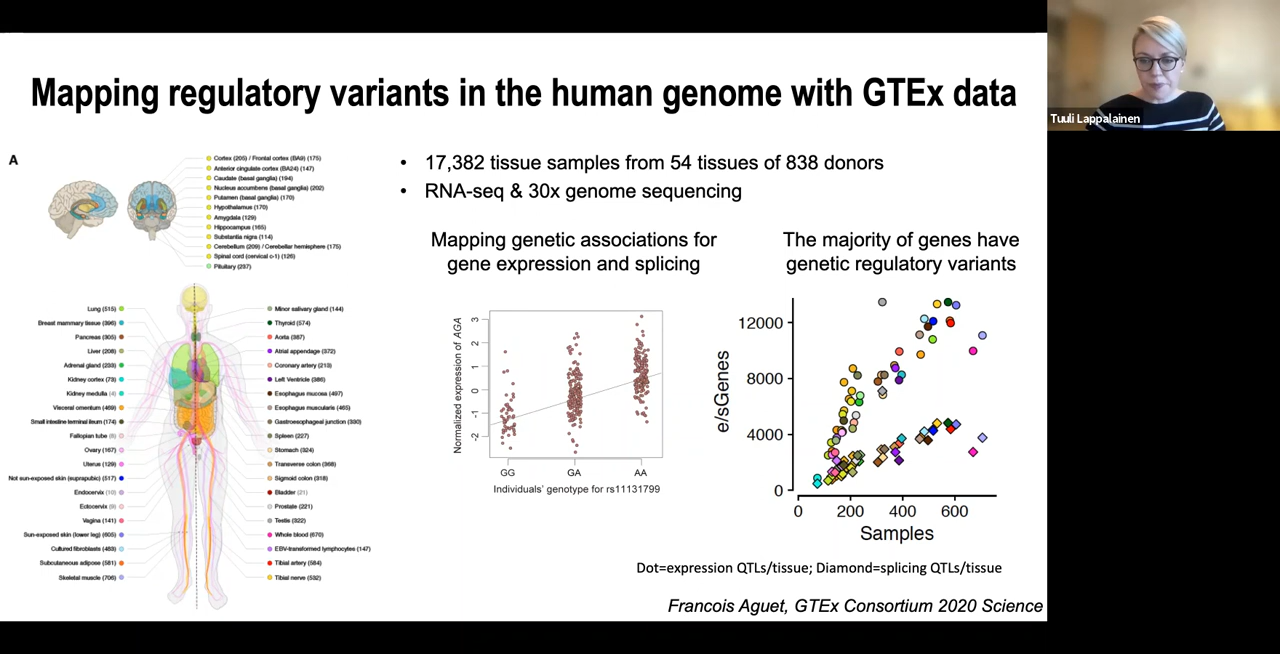 Mapping regulatory variants in the human genome with GTEx data
Tuuli Lappalainen
A
Cortex (205) / Frontal cortex (BA9) (175)
Anterior cingulate cortex (BA24) (147)
Caudate (basal ganglia) (194)
Nucleus accumbens (basal ganglia) (202)
Putamen (basal ganglia) (170)
Hypothalamus (170)
Amygdala (129)
Hippocampus (165)
Substantia nigra (114)
Cerebellum (209) / Cerebellar hemisphere (175)
Spinal cord (cervical c-1) (126)
Pituitary (237)
Lung (515)
Breast mammary tissue (396)
Pancreas (305)
Liver (208)
Adrenal gland (233)
Kidney cortex (73)
Kidney medulla (4)
Visceral omentum (469)
Small intestine terminal ileum (174)
Fallopian tube (8)
Ovary (167)
Uterus (129)
Not sun-exposed skin (suprapubic) (517)
Endocervix (10)
Ectocervix (9)
Vagina (141)
Sun-exposed skin (lower leg) (605)
Cultured fibroblasts (483)
Subcutaneous adipose (581)
Skeletal muscle (706)
Minor salivary gland (144)
Thyroid (574)
Aorta (387)
Atrial appendage (372)
Coronary artery (213)
Left Ventricle (386)
Esophagus mucosa (497)
Esophagus muscularis (465)
Gastroesophageal junction (330)
Spleen (227)
Stomach (324)
Transverse colon (368)
Sigmoid colon (318)
Bladder (21)
Prostate (221)
Testis (322)
Whole blood (670)
EBV-transformed lymphocytes (147)
Tibial artery (584)
Tibial nerve (532)
• 17,382 tissue samples from 54 tissues of 838 donors
• RNA-seq & 30x genome sequencing
Mapping genetic associations for
gene expression and splicing
Normalized expression of AGA
3
2
1
0
-1
-2
GG GA AA
Individuals' genotype for rs11131799
The majority of genes have
genetic regulatory variants
e/sGenes
12000
8000
4000
0
0 200 400 600
Samples
Dot=expression QTLs/tissue; Diamond=splicing QTLs/tissue
Francois Aguet, GTEx Consortium 2020 Science